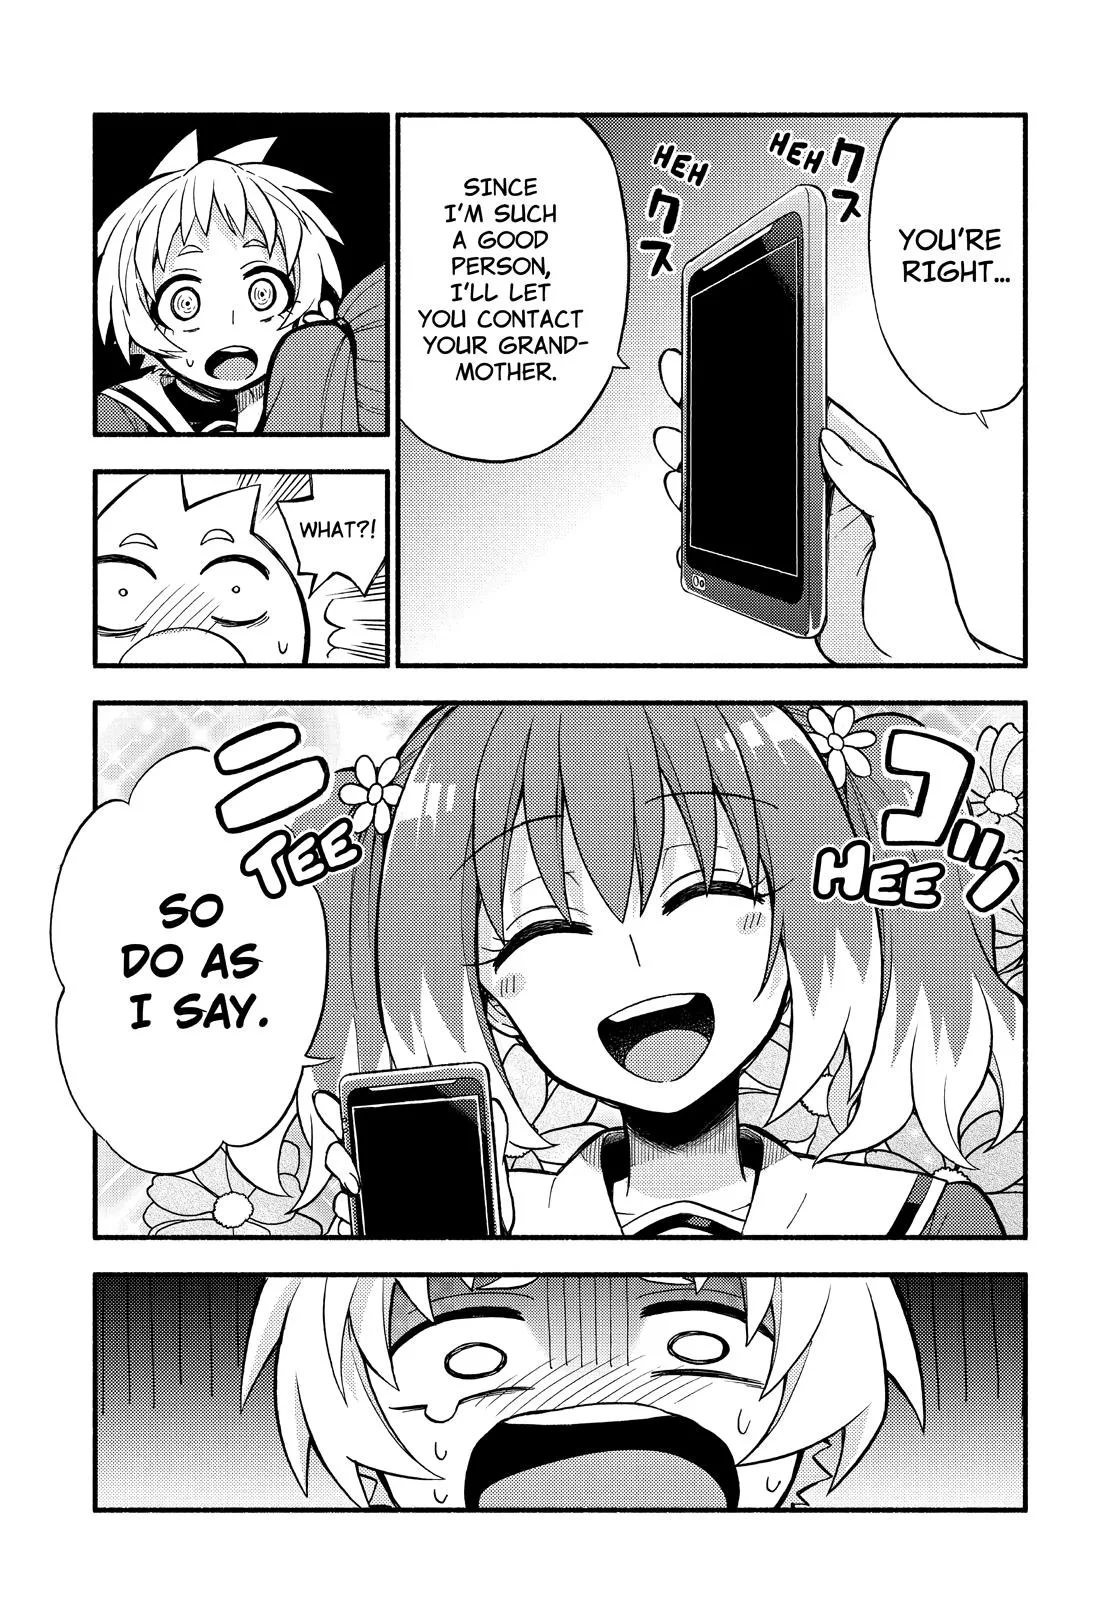 YOU'RE
RIGHT...
HEH
クス
HEH
クス
SINCE
I'M SUCH
A GOOD
PERSON,
I'LL LET
YOU CONTACT
YOUR GRAND-
MOTHER.
WHAT?!
コッ
HEE
ニ
TEE
SO
DO AS
I SAY.